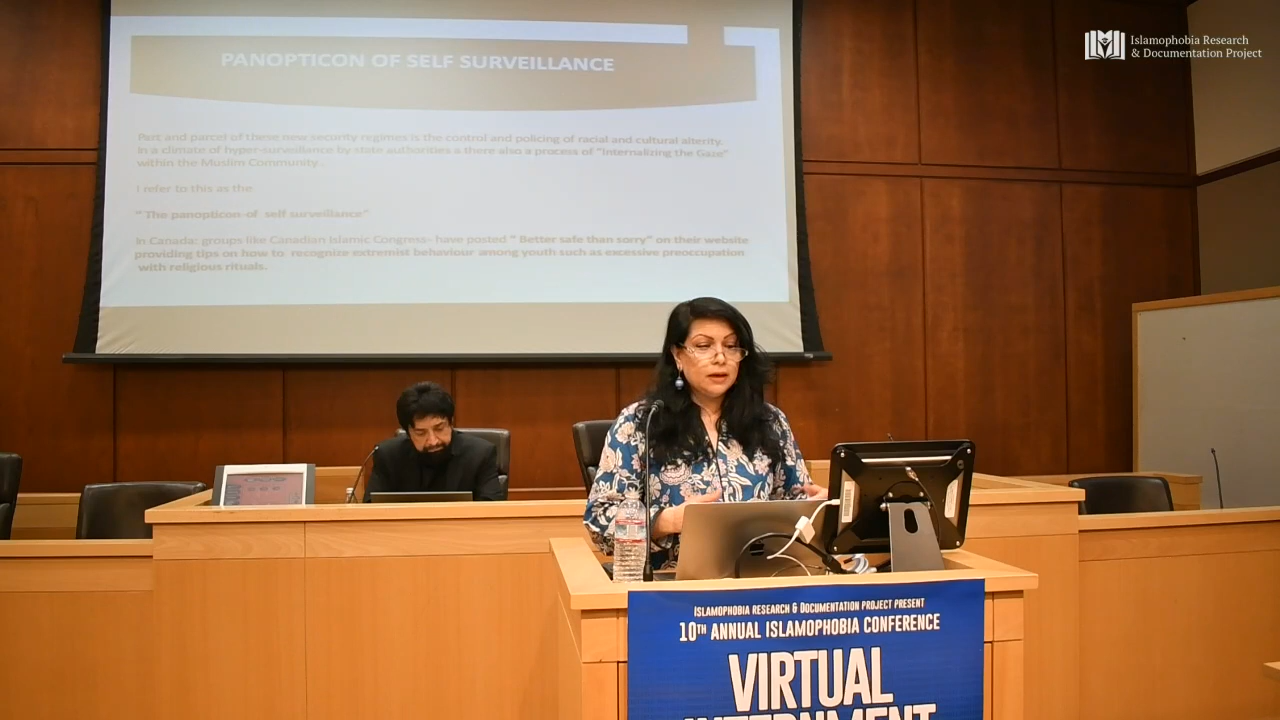 PANOPTICON OF SELF SURVEILLANCE
Part and parcel of these new security regimes is the control and policing of racial and cultural alterity.
In a climate of hyper-surveillance by state authorities a there also a process of "Internalizing the Gaze"
within the Muslim Community.
I refer to this as the
" The panopticon of self surveillance"
In Canada: groups like Canadian Islamic Congress- have posted " Better safe than sorry" on their website
providing tips on how to recognize extremist behaviour among youth such as excessive preoccupation
with religious rituals.
Islamophobia Research
& Documentation Project
ISLAMOPHOBIA RESEARCH & DOCUMENTATION PROJECT PRESENT
10TH ANNUAL ISLAMOPHOBIA CONFERENCE
VIRTUAL
INTERNMENT